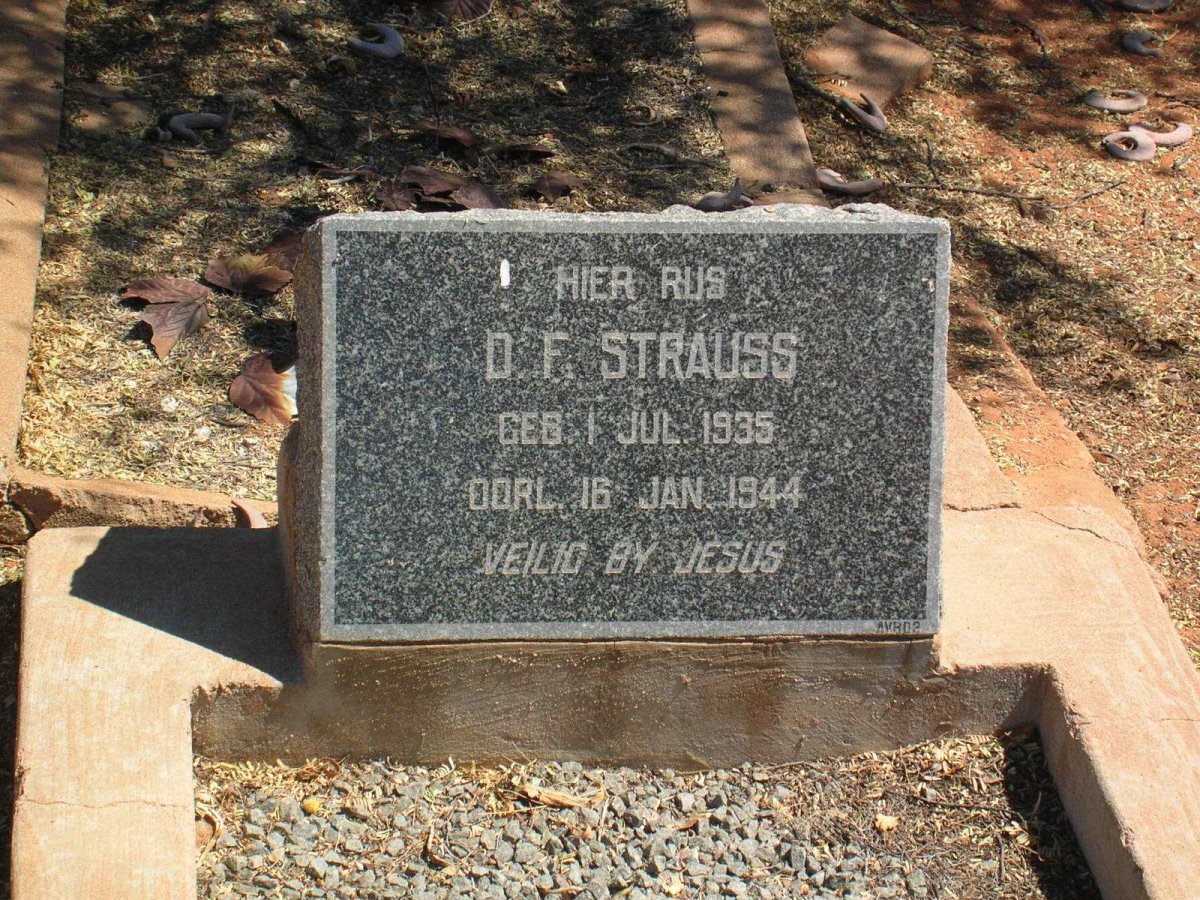 HIER RUS
D. F. STRAUSS
GEB. 1 JUL. 1935
OORL. 16 JAN. 1944
VEILIG BY JESUS